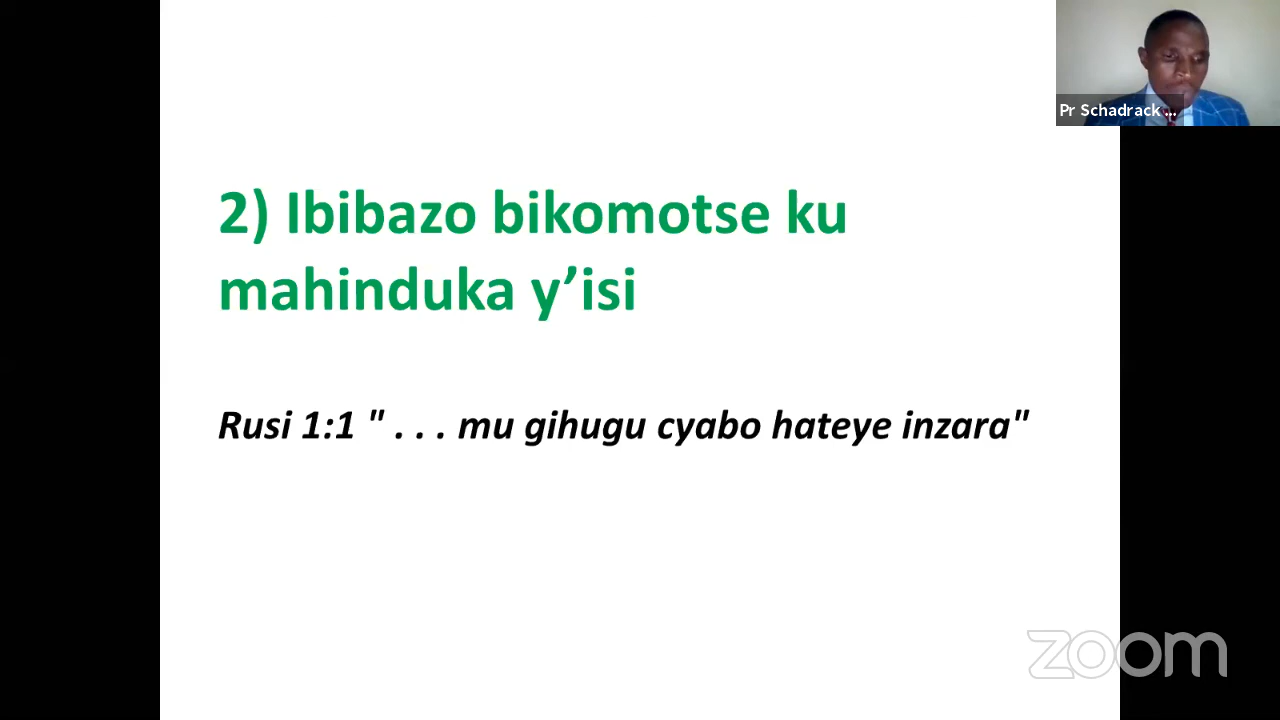 Pr Schadrack ...
2) Ibibazo bikomotse ku
mahinduka y’isi
Rusi 1:1 " . . . mu gihugu cyabo hateye inzara"
zoom